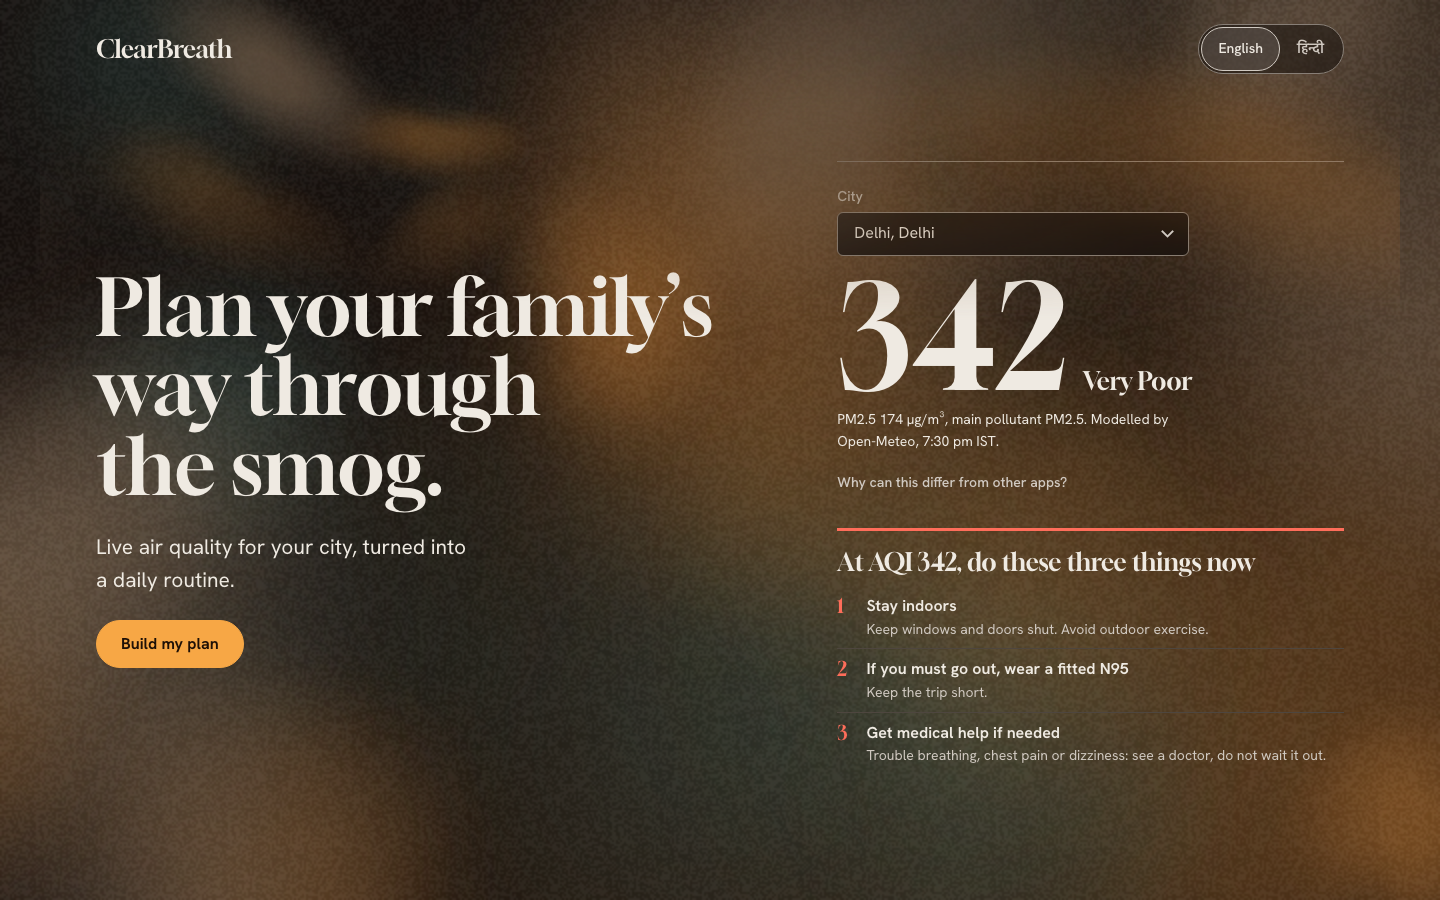 ClearBreath
English
हिन्दी
Plan your family’s
way through
the smog.
Live air quality for your city, turned into
a daily routine.
Build my plan
City
Delhi, Delhi
342
Very Poor
PM2.5 174 µg/m³, main pollutant PM2.5. Modelled by
Open-Meteo, 7:30 pm IST.
Why can this differ from other apps?
At AQI 342, do these three things now
1 Stay indoors
Keep windows and doors shut. Avoid outdoor exercise.
2 If you must go out, wear a fitted N95
Keep the trip short.
3 Get medical help if needed
Trouble breathing, chest pain or dizziness: see a doctor, do not wait it out.